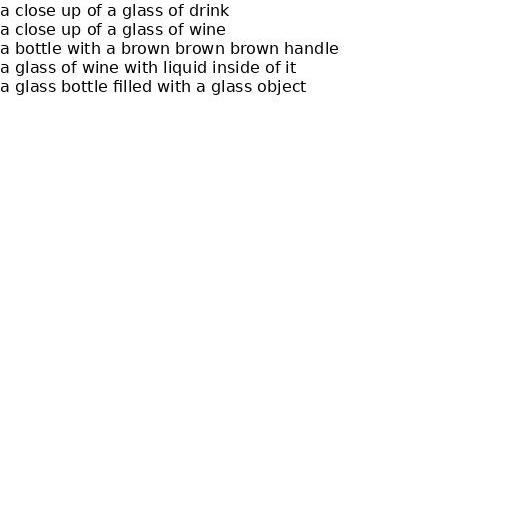 a close up of a glass of drink
a close up of a glass of wine
a bottle with a brown brown brown handle
a glass of wine with liquid inside of it
a glass bottle filled with a glass object